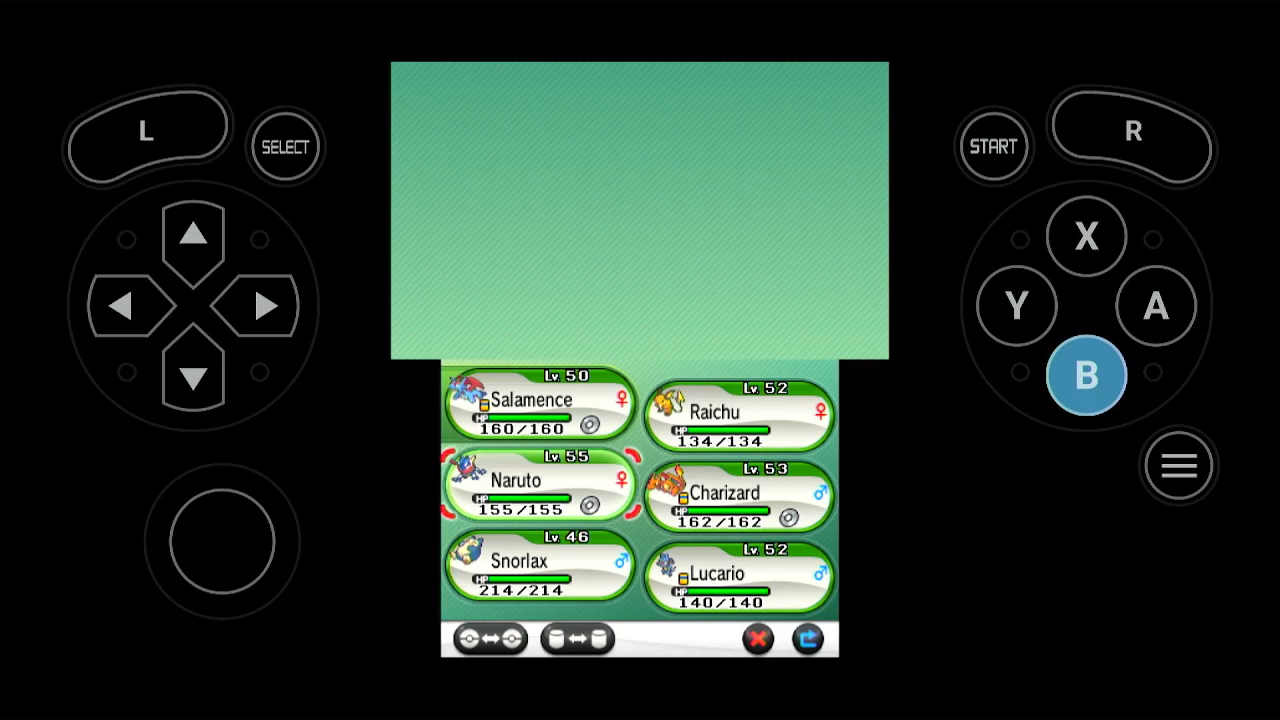 L
SELECT
START
R
X
Y
A
B
Lv. 50
Salamence ♀
HP
160/160
Lv. 52
Raichu ♀
HP
134/134
Lv. 55
Naruto ♀
HP
155/155
Lv. 53
Charizard ♂
HP
162/162
Lv. 46
Snorlax ♂
HP
214/214
Lv. 52
Lucario ♂
HP
140/140